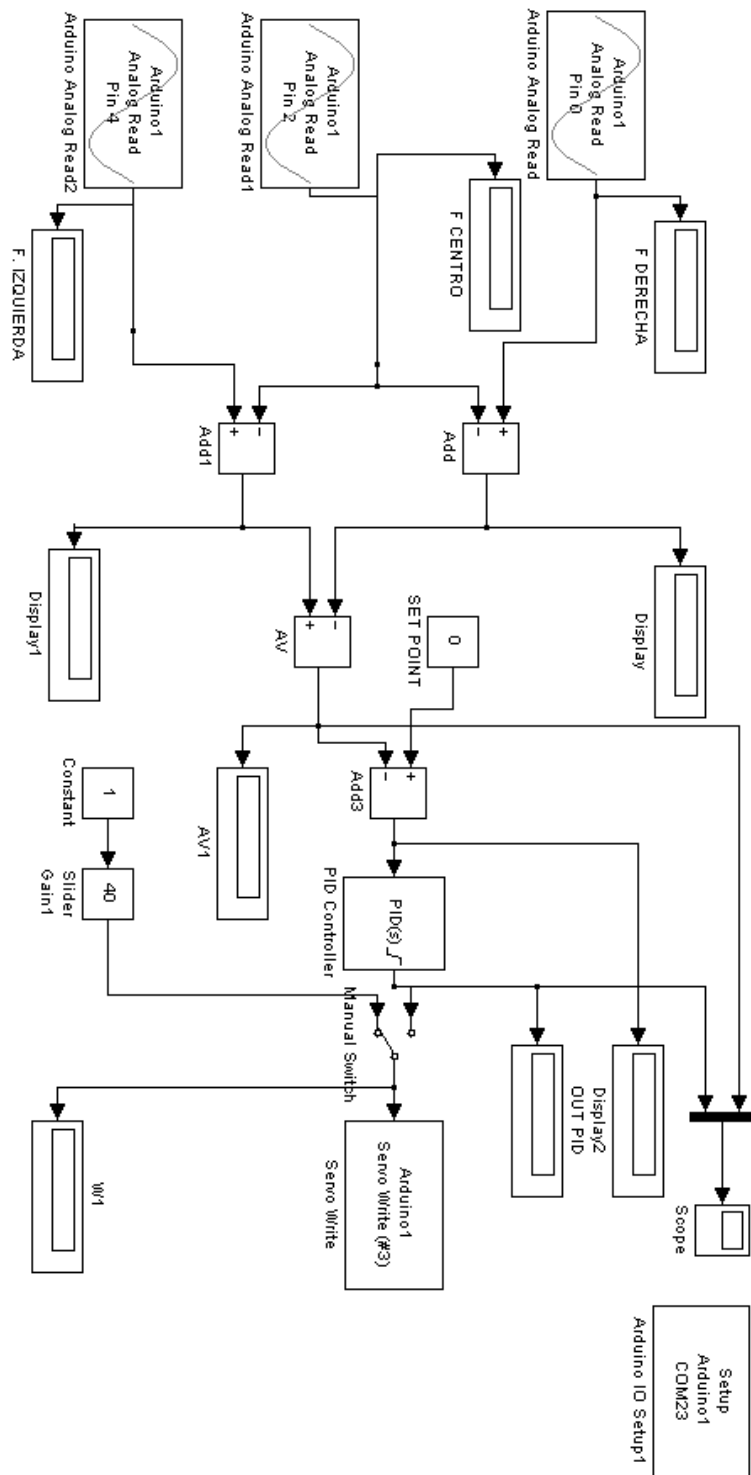 F DERECHA
Arduino1
Analog Read
Pin 0
Arduino Analog Read
Display
Scope
Setup
Arduino1
COM23
Arduino IO Setup1
F CENTRO
+
-
Add
Display2
OUT PID
0
SET POINT
+
-
Add3
PID(s)
PID Controller
Arduino1
Servo Write (#3)
Servo Write
Manual Switch
Arduino1
Analog Read
Pin 2
Arduino Analog Read1
-
+
Add1
-
+
AV
AV1
Arduino1
Analog Read
Pin 4
Arduino Analog Read2
1
Constant
40
Slider
Gain1
F. IZQUIERDA
Display1
W1